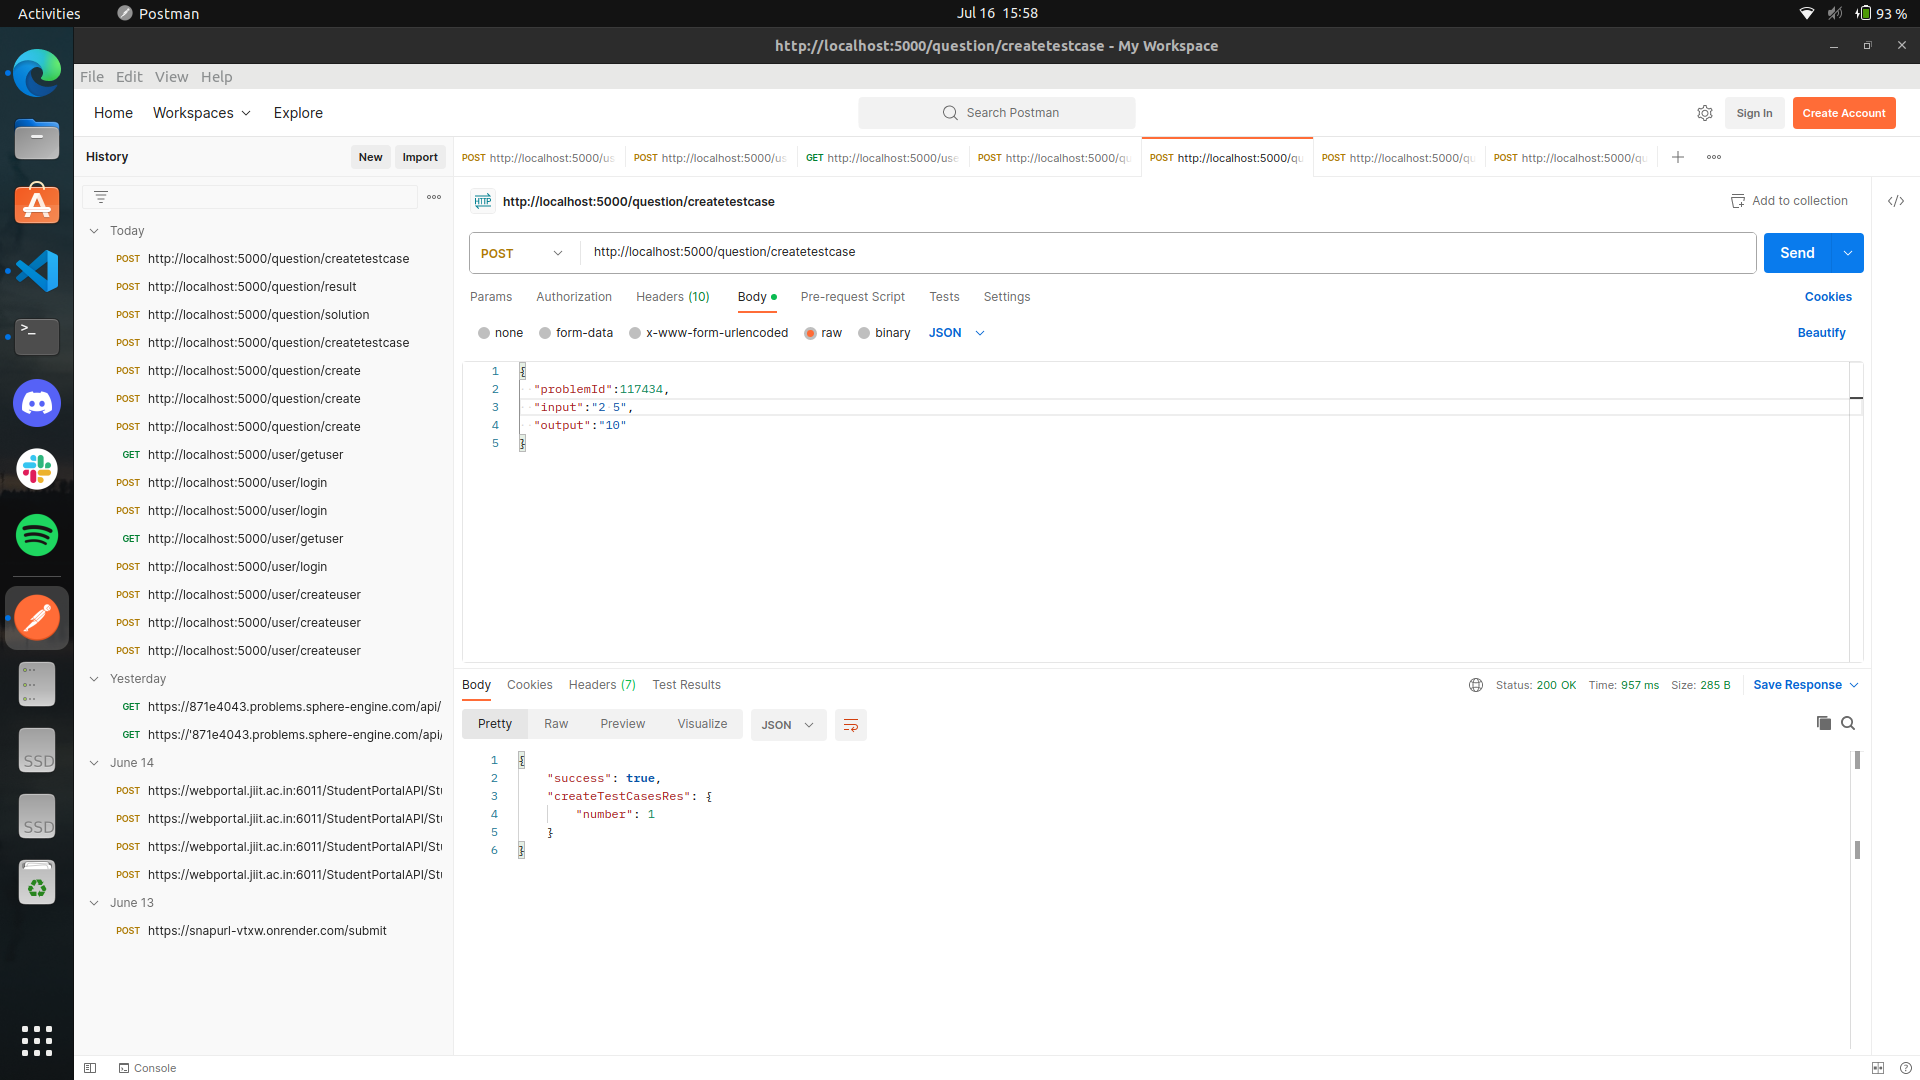 Activities
Postman
Jul 16 15:58
93 %
http://localhost:5000/question/createtestcase - My Workspace
File Edit View Help
Home Workspaces Explore
Search Postman
Sign In
Create Account
History
New
Import
POST http://localhost:5000/us
POST http://localhost:5000/us
GET http://localhost:5000/use
POST http://localhost:5000/qu
POST http://localhost:5000/qu
POST http://localhost:5000/qu
POST http://localhost:5000/qu
Today
POST http://localhost:5000/question/createtestcase
POST http://localhost:5000/question/result
POST http://localhost:5000/question/solution
POST http://localhost:5000/question/createtestcase
POST http://localhost:5000/question/create
POST http://localhost:5000/question/create
POST http://localhost:5000/question/create
GET http://localhost:5000/user/getuser
POST http://localhost:5000/user/login
POST http://localhost:5000/user/login
GET http://localhost:5000/user/getuser
POST http://localhost:5000/user/login
POST http://localhost:5000/user/createuser
POST http://localhost:5000/user/createuser
POST http://localhost:5000/user/createuser
Yesterday
GET https://871e4043.problems.sphere-engine.com/api/
GET https://'871e4043.problems.sphere-engine.com/api/
June 14
POST https://webportal.jiit.ac.in:6011/StudentPortalAPI/Stu
POST https://webportal.jiit.ac.in:6011/StudentPortalAPI/Stu
POST https://webportal.jiit.ac.in:6011/StudentPortalAPI/Stu
POST https://webportal.jiit.ac.in:6011/StudentPortalAPI/Stu
June 13
POST https://snapurl-vtxw.onrender.com/submit
HTTP http://localhost:5000/question/createtestcase
Add to collection
</>
POST http://localhost:5000/question/createtestcase
Send
Params Authorization Headers (10) Body Pre-request Script Tests Settings
Cookies
none form-data x-www-form-urlencoded raw binary JSON
Beautify
1 {
2 "problemId":117434,
3 "input":"2 5",
4 "output":"10"
5 }
Body Cookies Headers (7) Test Results
Status: 200 OK Time: 957 ms Size: 285 B
Save Response
Pretty Raw Preview Visualize JSON
1 {
2 "success": true,
3 "createTestCasesRes": {
4 "number": 1
5 }
6 }
SSD
SSD
Console